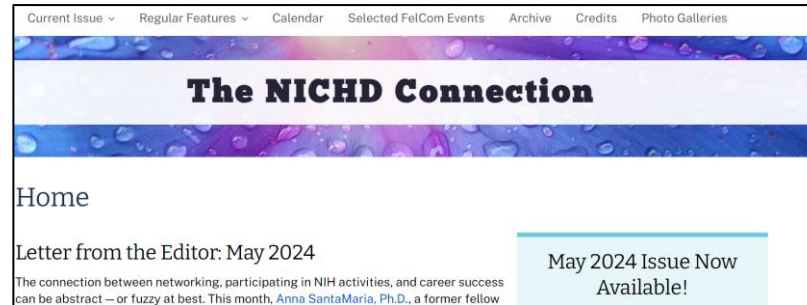 Current Issue Regular Features Calendar Selected FelCom Events Archive Credits Photo Galleries
The NICHD Connection
Home
Letter from the Editor: May 2024
The connection between networking, participating in NIH activities, and career success
can be abstract — or fuzzy at best. This month, Anna SantaMaria, Ph.D., a former fellow
May 2024 Issue Now
Available!